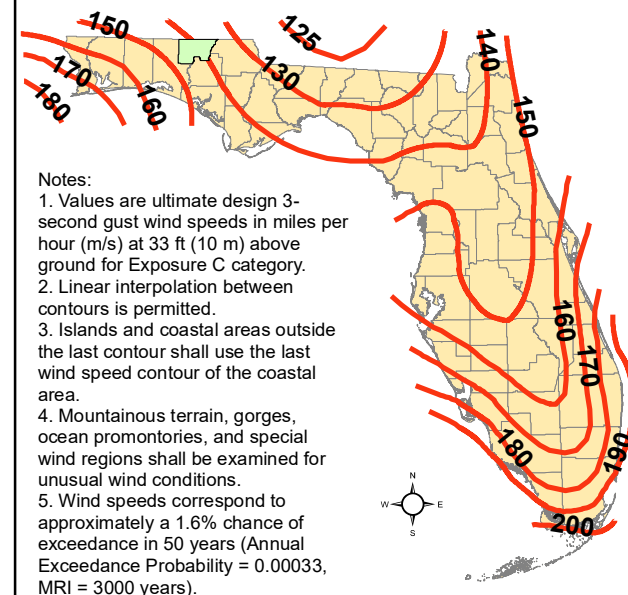 150
125
140
170
130
180
160
150
Notes:
1. Values are ultimate design 3-
second gust wind speeds in miles per
hour (m/s) at 33 ft (10 m) above
ground for Exposure C category.
2. Linear interpolation between
contours is permitted.
3. Islands and coastal areas outside
the last contour shall use the last
wind speed contour of the coastal
area.
4. Mountainous terrain, gorges,
ocean promontories, and special
wind regions shall be examined for
unusual wind conditions.
5. Wind speeds correspond to
approximately a 1.6% chance of
exceedance in 50 years (Annual
Exceedance Probability = 0.00033,
MRI = 3000 years).
160
170
180
190
200
N
W E
S